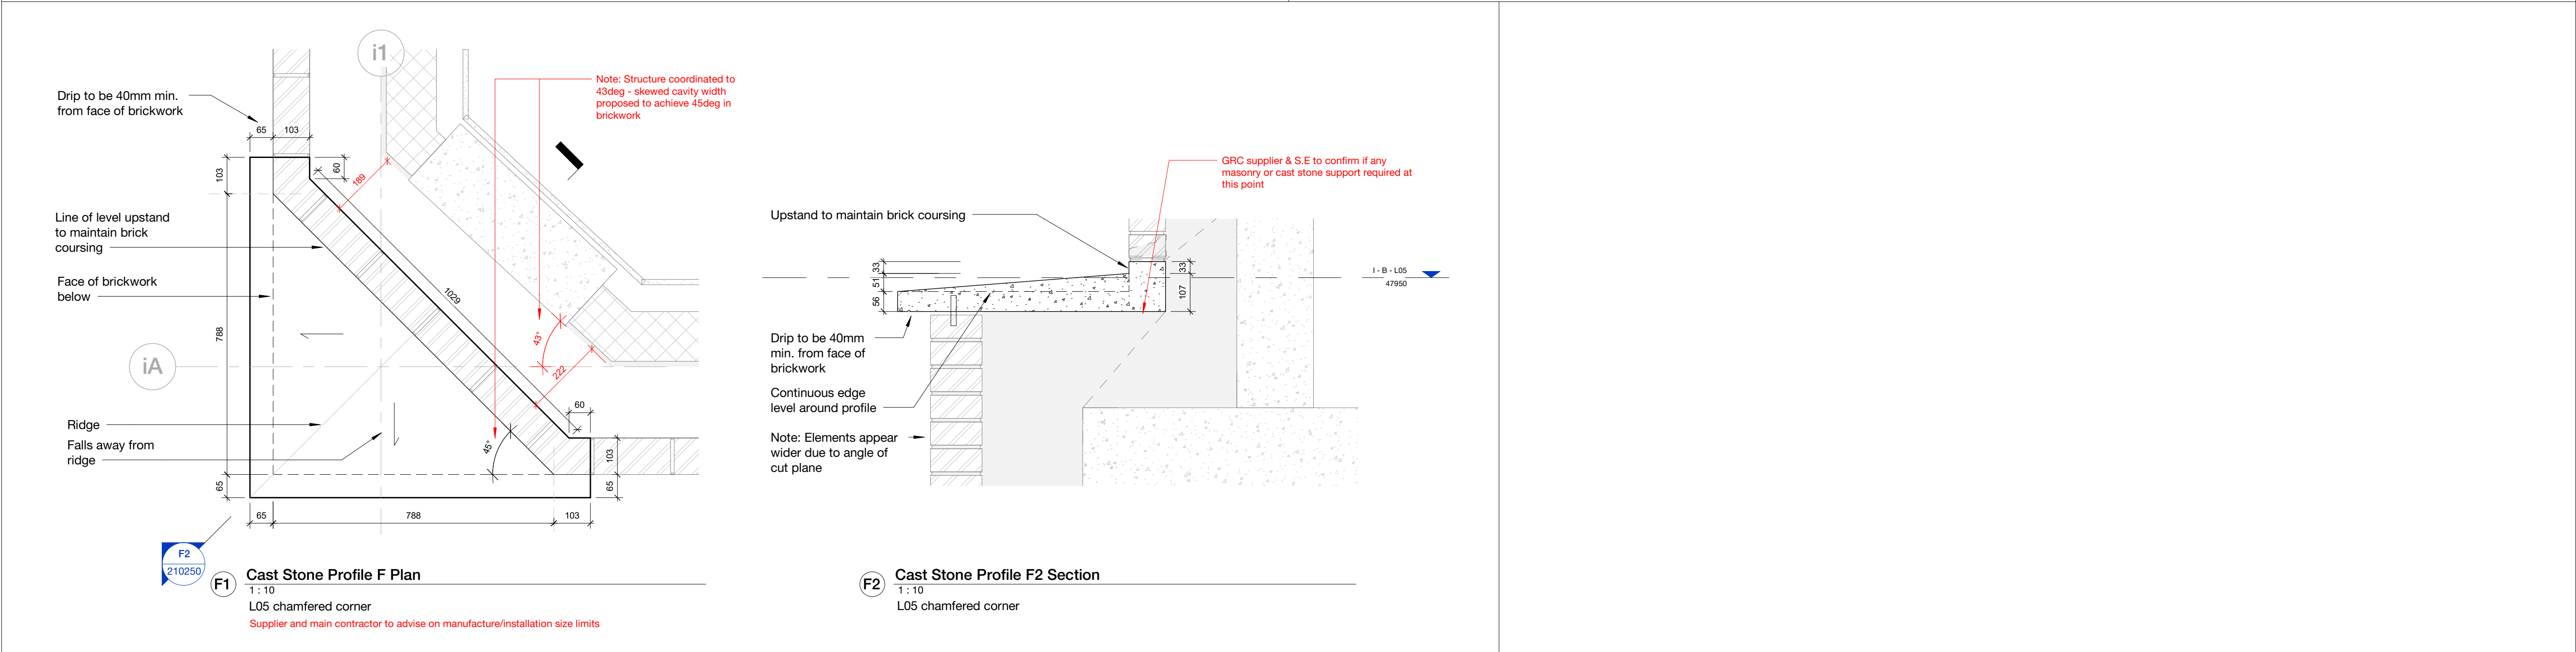 i1
Drip to be 40mm min.
from face of brickwork
Note: Structure coordinated to
43deg - skewed cavity width
proposed to achieve 45deg in
brickwork
65
103
60
103
189
Line of level upstand
to maintain brick
coursing
Face of brickwork
below
1029
788
43°
iA
222
60
Ridge
Falls away from
ridge
45°
103
65
65
65
788
103
F2
210250
F1
Cast Stone Profile F Plan
1 : 10
L05 chamfered corner
Supplier and main contractor to advise on manufacture/installation size limits
GRC supplier & S.E to confirm if any
masonry or cast stone support required at
this point
Upstand to maintain brick coursing
33
51
56
33
107
I - B - L05
47950
Drip to be 40mm
min. from face of
brickwork
Continuous edge
level around profile
Note: Elements appear
wider due to angle of
cut plane
F2
Cast Stone Profile F2 Section
1 : 10
L05 chamfered corner